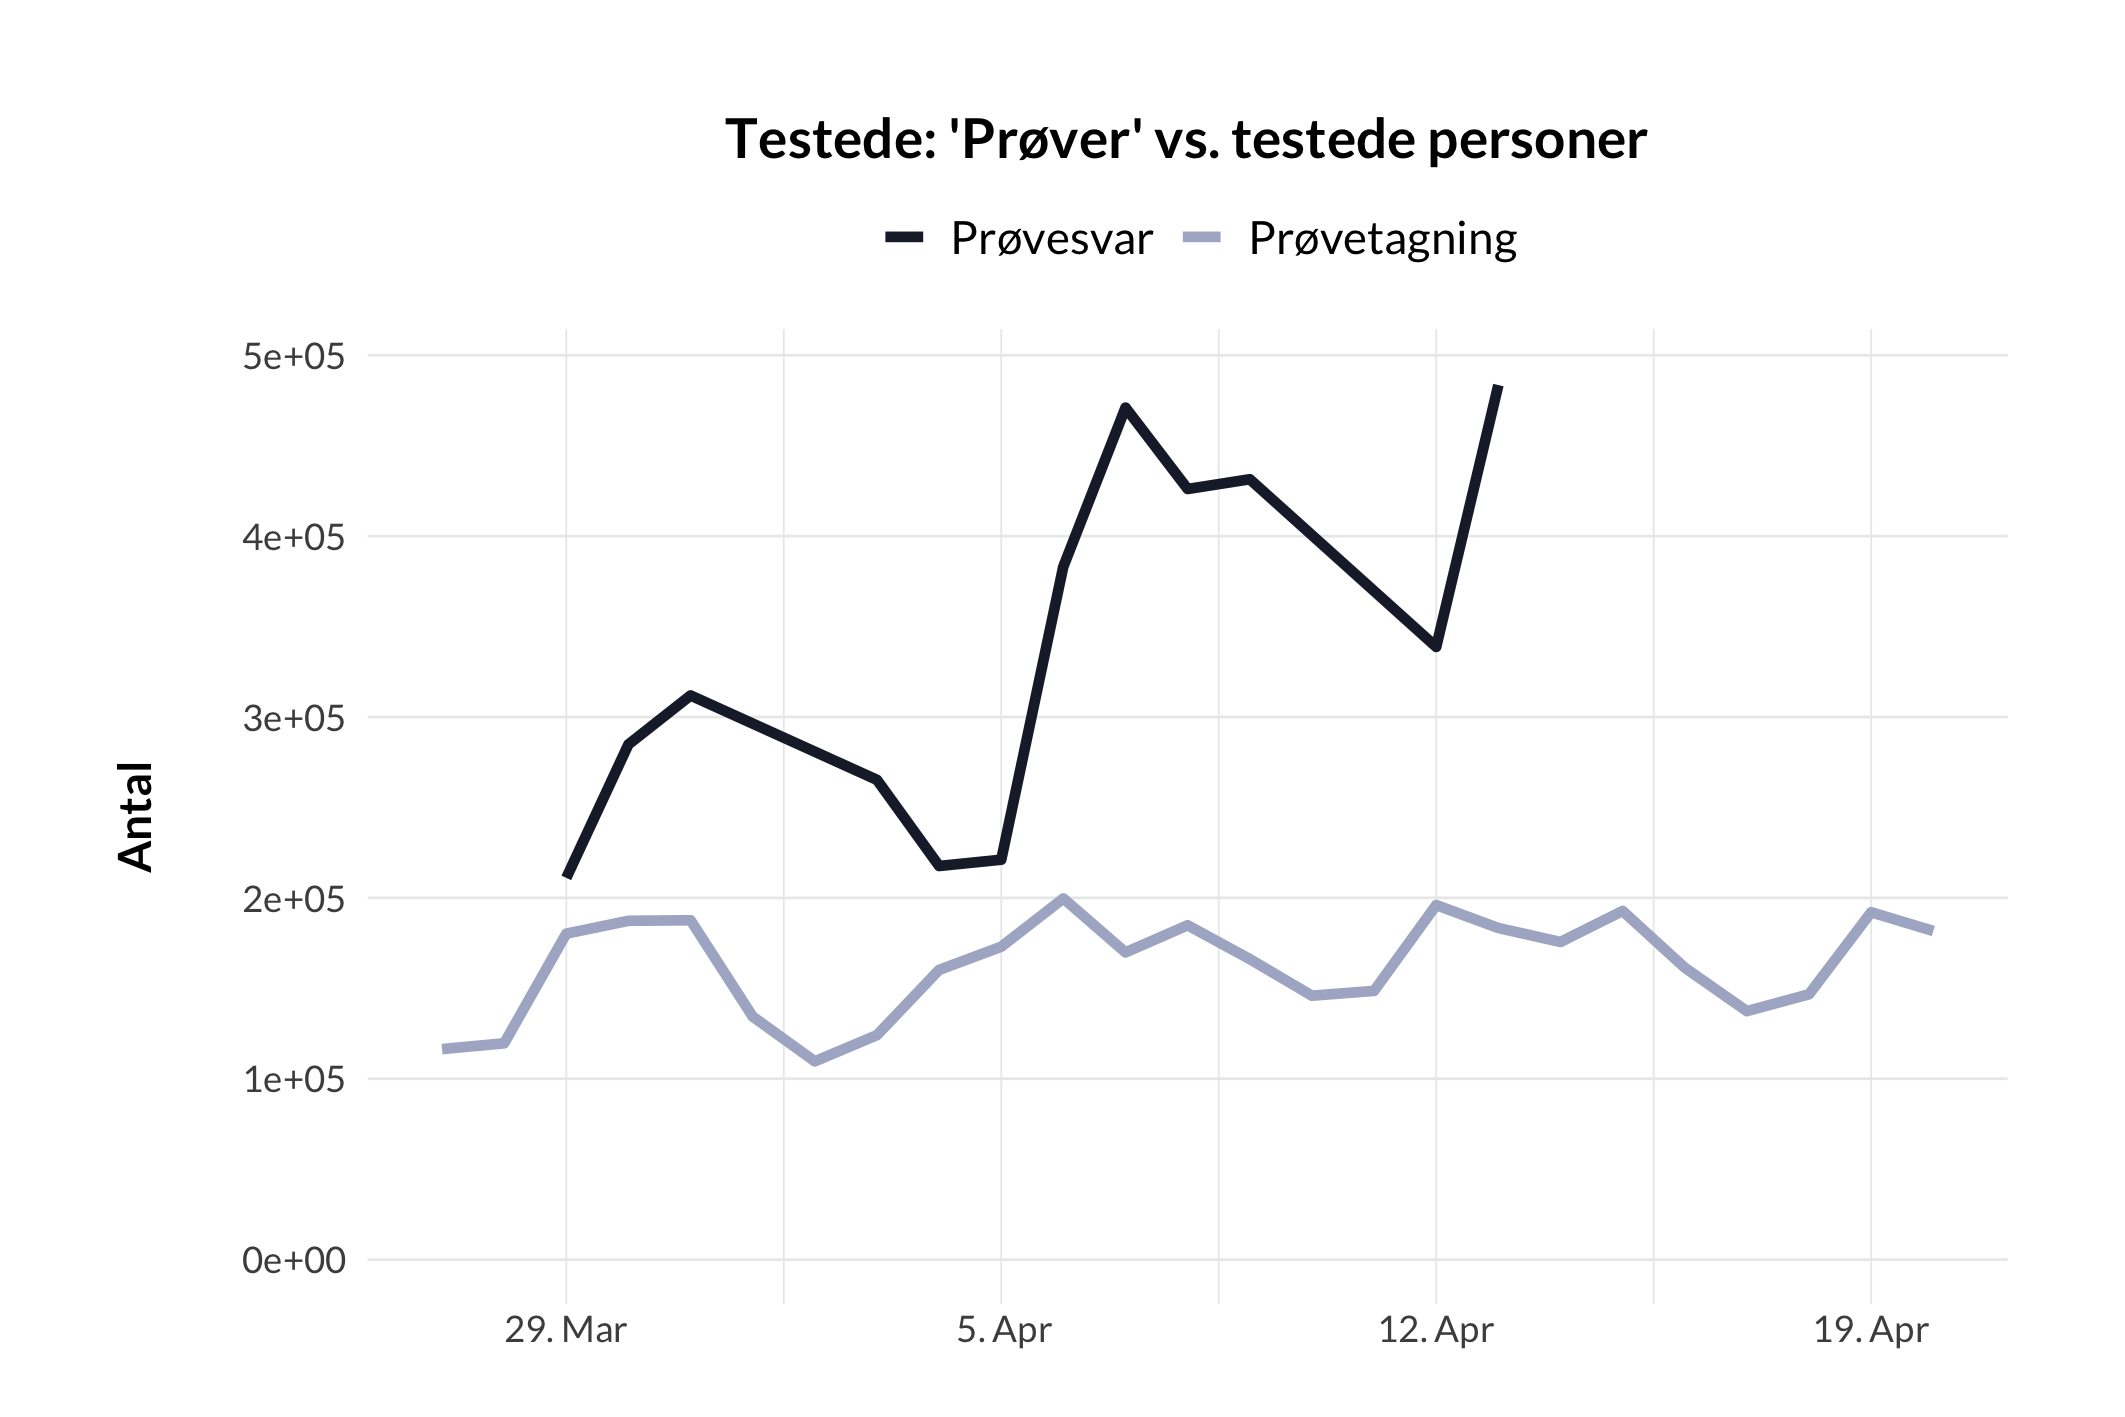 Testede: 'Prøver' vs. testede personer
Prøvesvar Prøvetagning
Antal
5e+05
4e+05
3e+05
2e+05
1e+05
0e+00
29. Mar 5. Apr 12. Apr 19. Apr